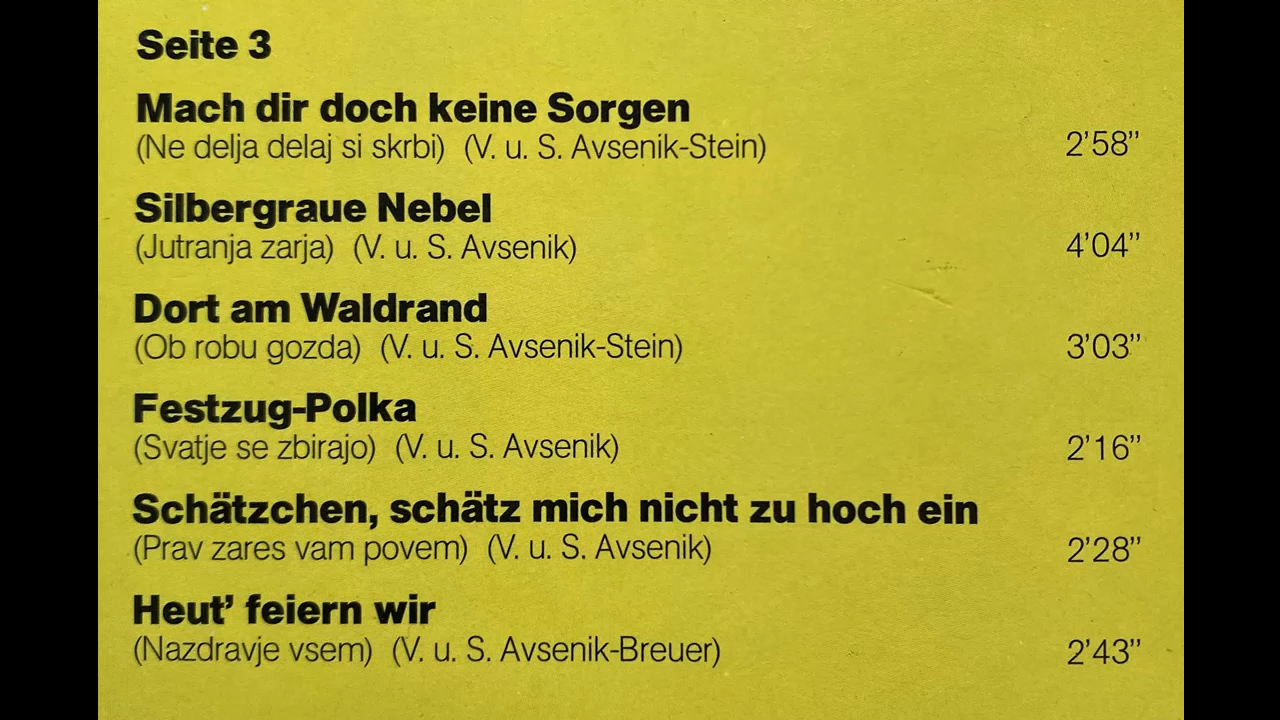 Seite 3
Mach dir doch keine Sorgen
(Ne delja delaj si skrbi) (V. u. S. Avsenik-Stein) 2’58”
Silbergraue Nebel
(Jutranja zarja) (V. u. S. Avsenik) 4’04”
Dort am Waldrand
(Ob robu gozda) (V. u. S. Avsenik-Stein) 3’03”
Festzug-Polka
(Svatje se zbirajo) (V. u. S. Avsenik) 2’16”
Schätzchen, schätz mich nicht zu hoch ein
(Prav zares vam povem) (V. u. S. Avsenik) 2’28”
Heut’ feiern wir
(Nazdravje vsem) (V. u. S. Avsenik-Breuer) 2’43”